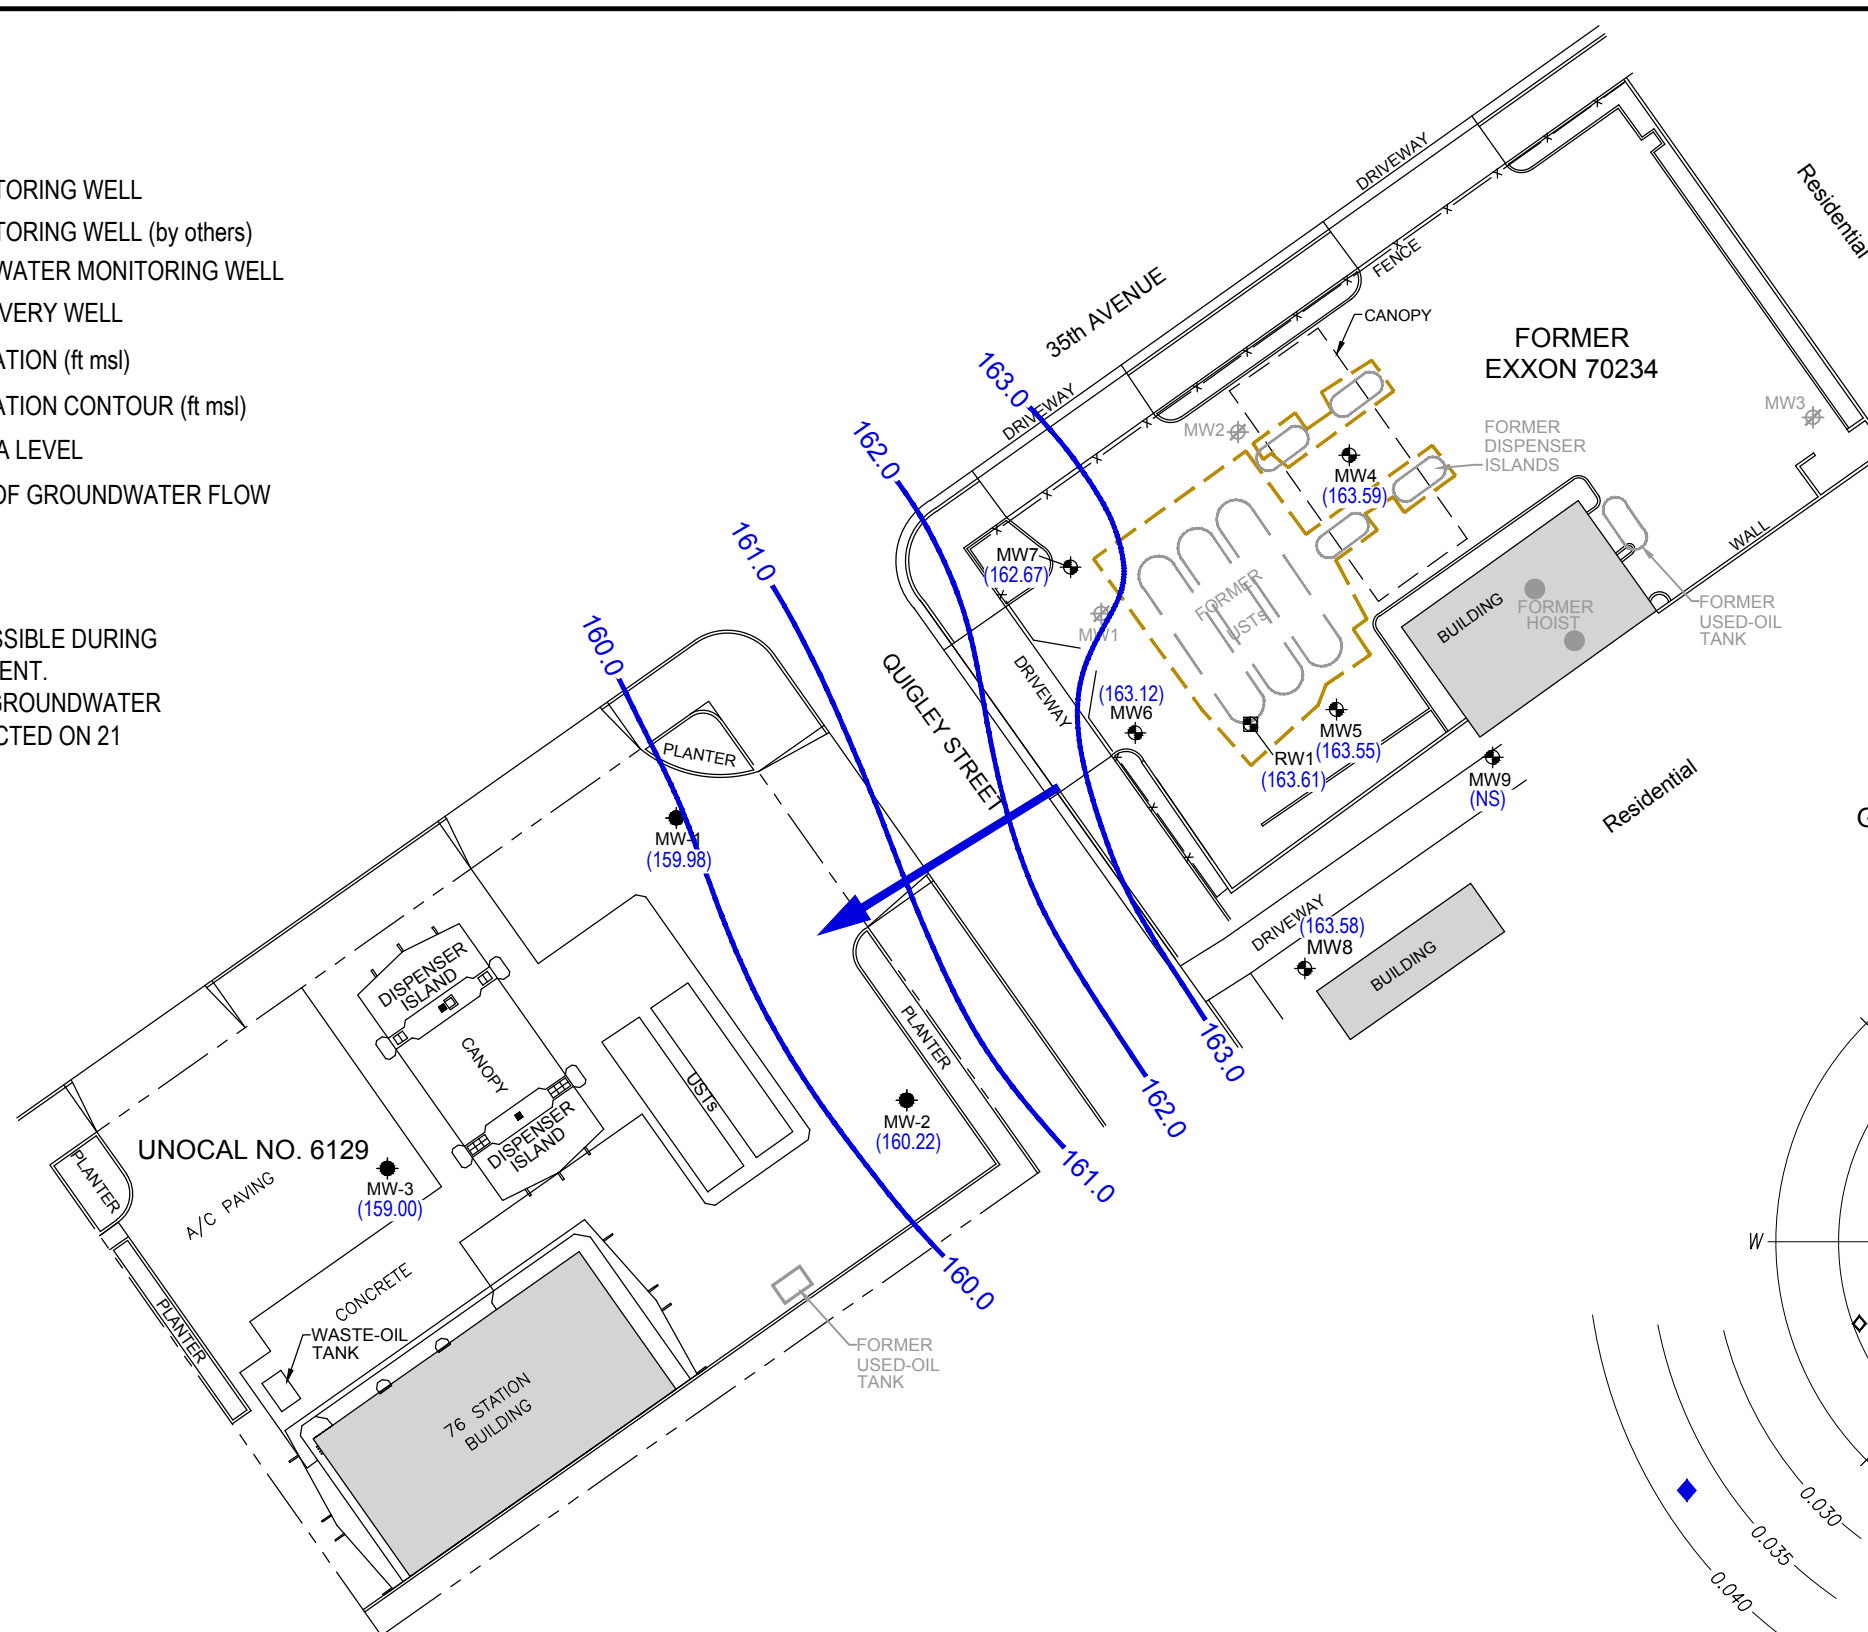 TORING WELL
TORING WELL (by others)
WATER MONITORING WELL
VERY WELL
ATION (ft msl)
ATION CONTOUR (ft msl)
A LEVEL
OF GROUNDWATER FLOW
SSIBLE DURING
ENT.
GROUNDWATER
CTED ON 21
DRIVEWAY
Residential
FENCE
35th AVENUE
CANOPY
FORMER
EXXON 70234
163.0
DRIVEWAY
MW2
MW3
FORMER
DISPENSER
ISLANDS
MW4
(163.59)
162.0
161.0
160.0
MW7
(162.67)
MW1
FORMER
USTs
WALL
BUILDING
FORMER
HOIST
FORMER
USED-OIL
TANK
QUIGLEY STREET
DRIVEWAY
(163.12)
MW6
MW5
(163.55)
RW1
(163.61)
MW9
(NS)
Residential
G
PLANTER
MW-1
(159.98)
DRIVEWAY
(163.58)
MW8
BUILDING
DISPENSER
ISLAND
CANOPY
USTs
DISPENSER
ISLAND
PLANTER
163.0
162.0
161.0
160.0
MW-2
(160.22)
UNOCAL NO. 6129
MW-3
(159.00)
PLANTER
A/C PAVING
PLANTER
CONCRETE
WASTE-OIL
TANK
76 STATION
BUILDING
FORMER
USED-OIL
TANK
W
0.030
0.035
0.040